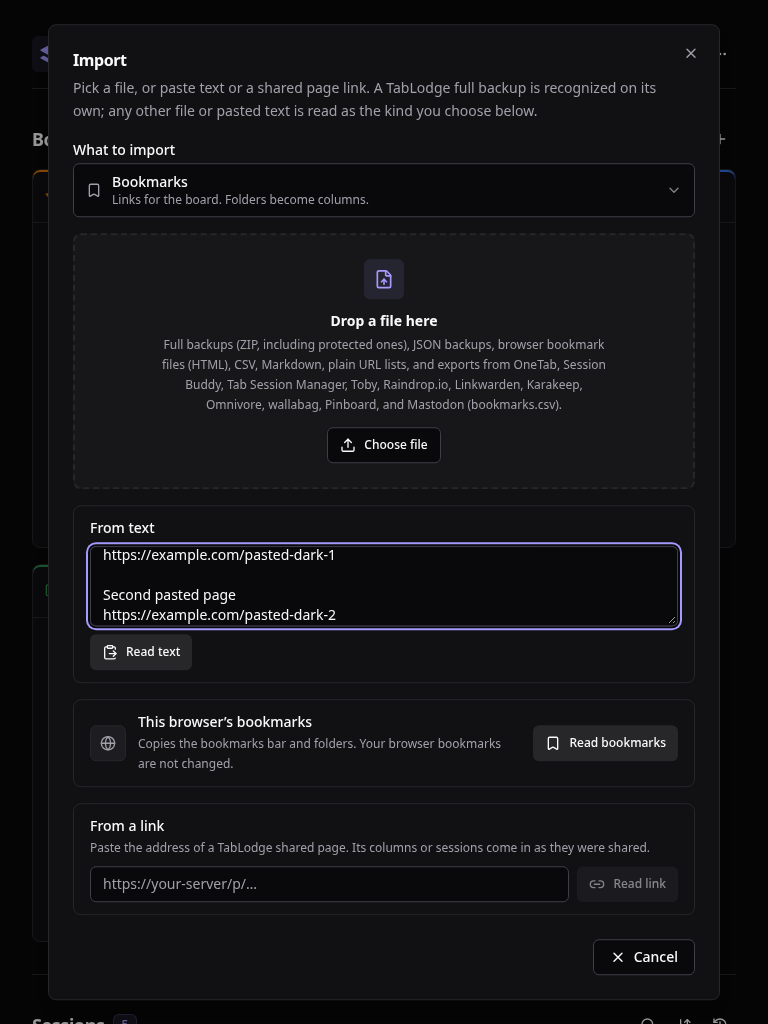 Import
Pick a file, or paste text or a shared page link. A TabLodge full backup is recognized on its
own; any other file or pasted text is read as the kind you choose below.
What to import
Bookmarks
Links for the board. Folders become columns.
Drop a file here
Full backups (ZIP, including protected ones), JSON backups, browser bookmark
files (HTML), CSV, Markdown, plain URL lists, and exports from OneTab, Session
Buddy, Tab Session Manager, Toby, Raindrop.io, Linkwarden, Karakeep,
Omnivore, wallabag, Pinboard, and Mastodon (bookmarks.csv).
Choose file
From text
https://example.com/pasted-dark-1
Second pasted page
https://example.com/pasted-dark-2
Read text
This browser’s bookmarks
Copies the bookmarks bar and folders. Your browser bookmarks
are not changed.
Read bookmarks
From a link
Paste the address of a TabLodge shared page. Its columns or sessions come in as they were shared.
https://your-server/p/...
Read link
Cancel